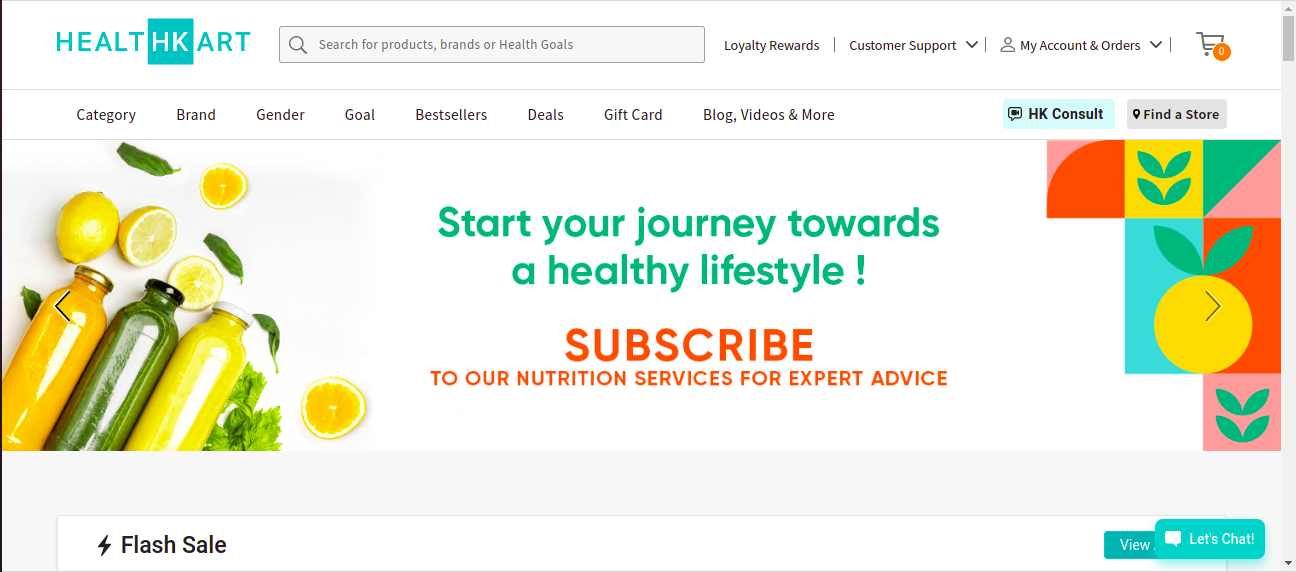 HEALTHKART
Search for products, brands or Health Goals
Loyalty Rewards
Customer Support
My Account & Orders
0
Category
Brand
Gender
Goal
Bestsellers
Deals
Gift Card
Blog, Videos & More
HK Consult
Find a Store
Start your journey towards
a healthy lifestyle !
SUBSCRIBE
TO OUR NUTRITION SERVICES FOR EXPERT ADVICE
Flash Sale
View
Let's Chat!